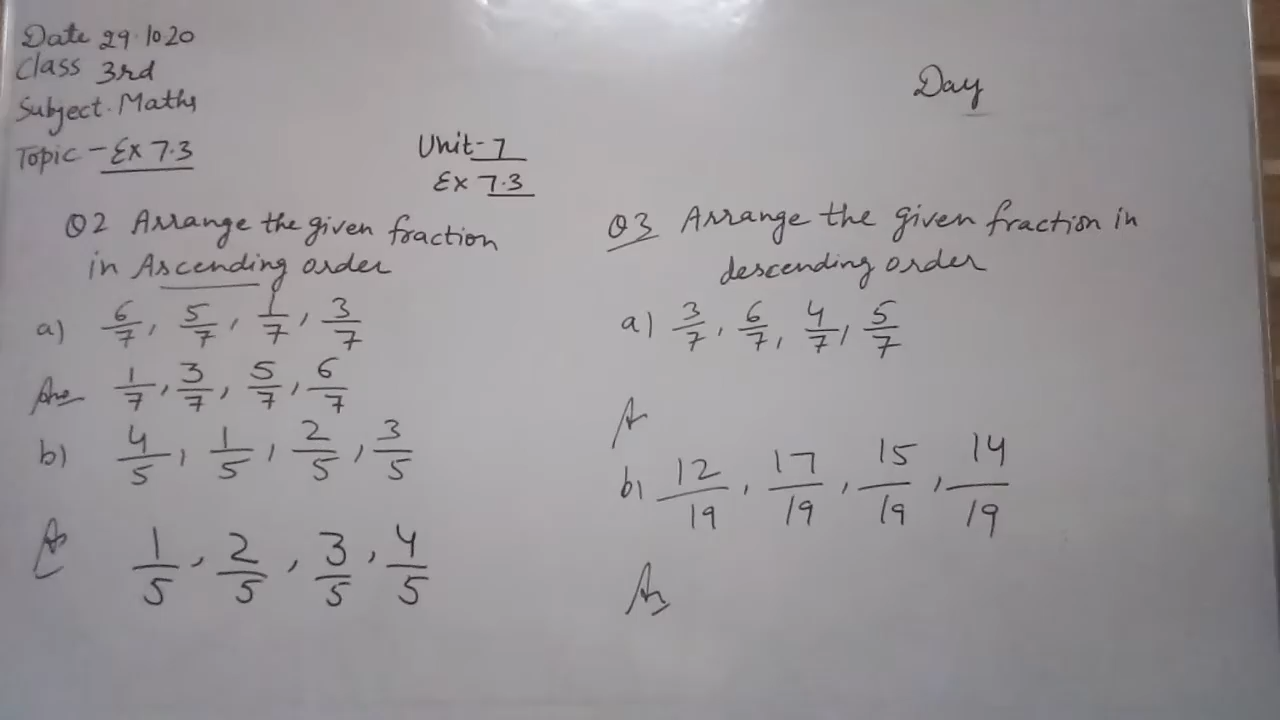 Date 29.10.20
Class 3rd
Subject. Maths
Topic - Ex 7.3
Day
Unit-7
Ex 7.3
Q2 Arrange the given fraction
in Ascending order
a) 6/7, 5/7, 1/7, 3/7
Ans 1/7, 3/7, 5/7, 6/7
b) 4/5, 1/5, 2/5, 3/5
A 1/5, 2/5, 3/5, 4/5
Q3 Arrange the given fraction in
descending order
a) 3/7, 6/7, 4/7, 5/7
A
b) 12/19, 17/19, 15/19, 14/19
An